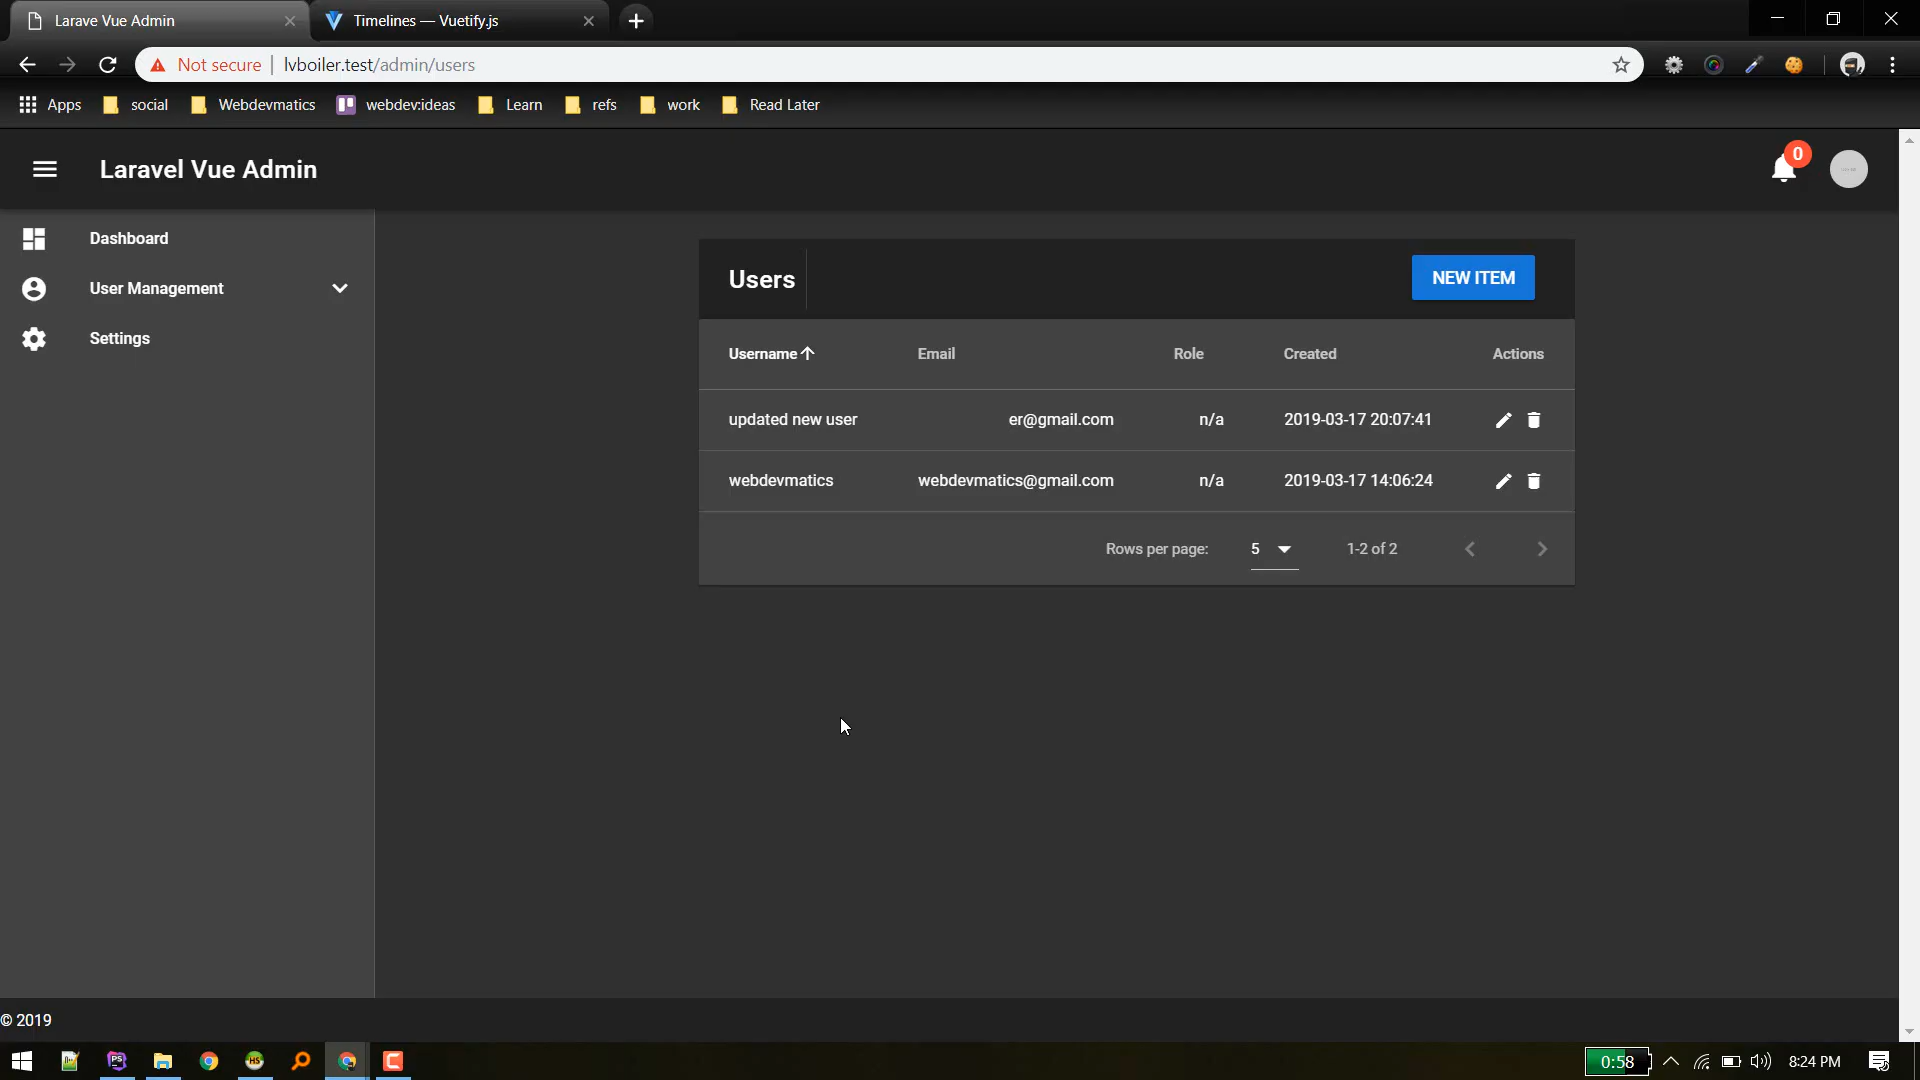 Larave Vue Admin
Timelines — Vuetify.js
Not secure | lvboiler.test/admin/users
Apps social Webdevmatics webdev:ideas Learn refs work Read Later
Laravel Vue Admin
0
Dashboard
User Management
Settings
Users
NEW ITEM
Username Email Role Created Actions
updated new user er@gmail.com n/a 2019-03-17 20:07:41
webdevmatics webdevmatics@gmail.com n/a 2019-03-17 14:06:24
Rows per page: 5 1-2 of 2
© 2019
PS
HS
0:58
8:24 PM